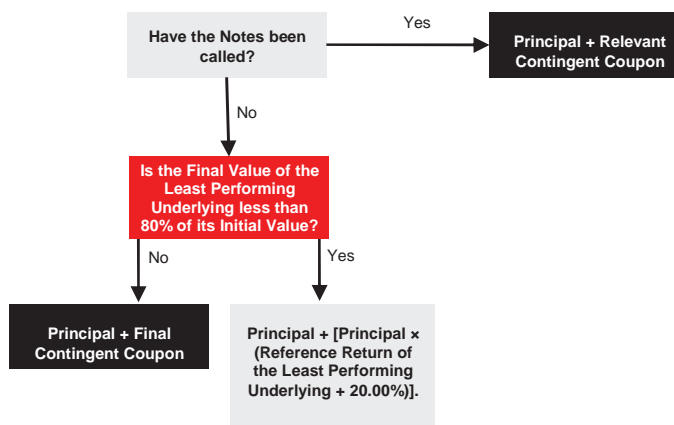 Have the Notes been
called?
Yes
Principal + Relevant
Contingent Coupon
No
Is the Final Value of the
Least Performing
Underlying less than
80% of its Initial Value?
No
Yes
Principal + Final
Contingent Coupon
Principal + [Principal ×
(Reference Return of
the Least Performing
Underlying + 20.00%)].